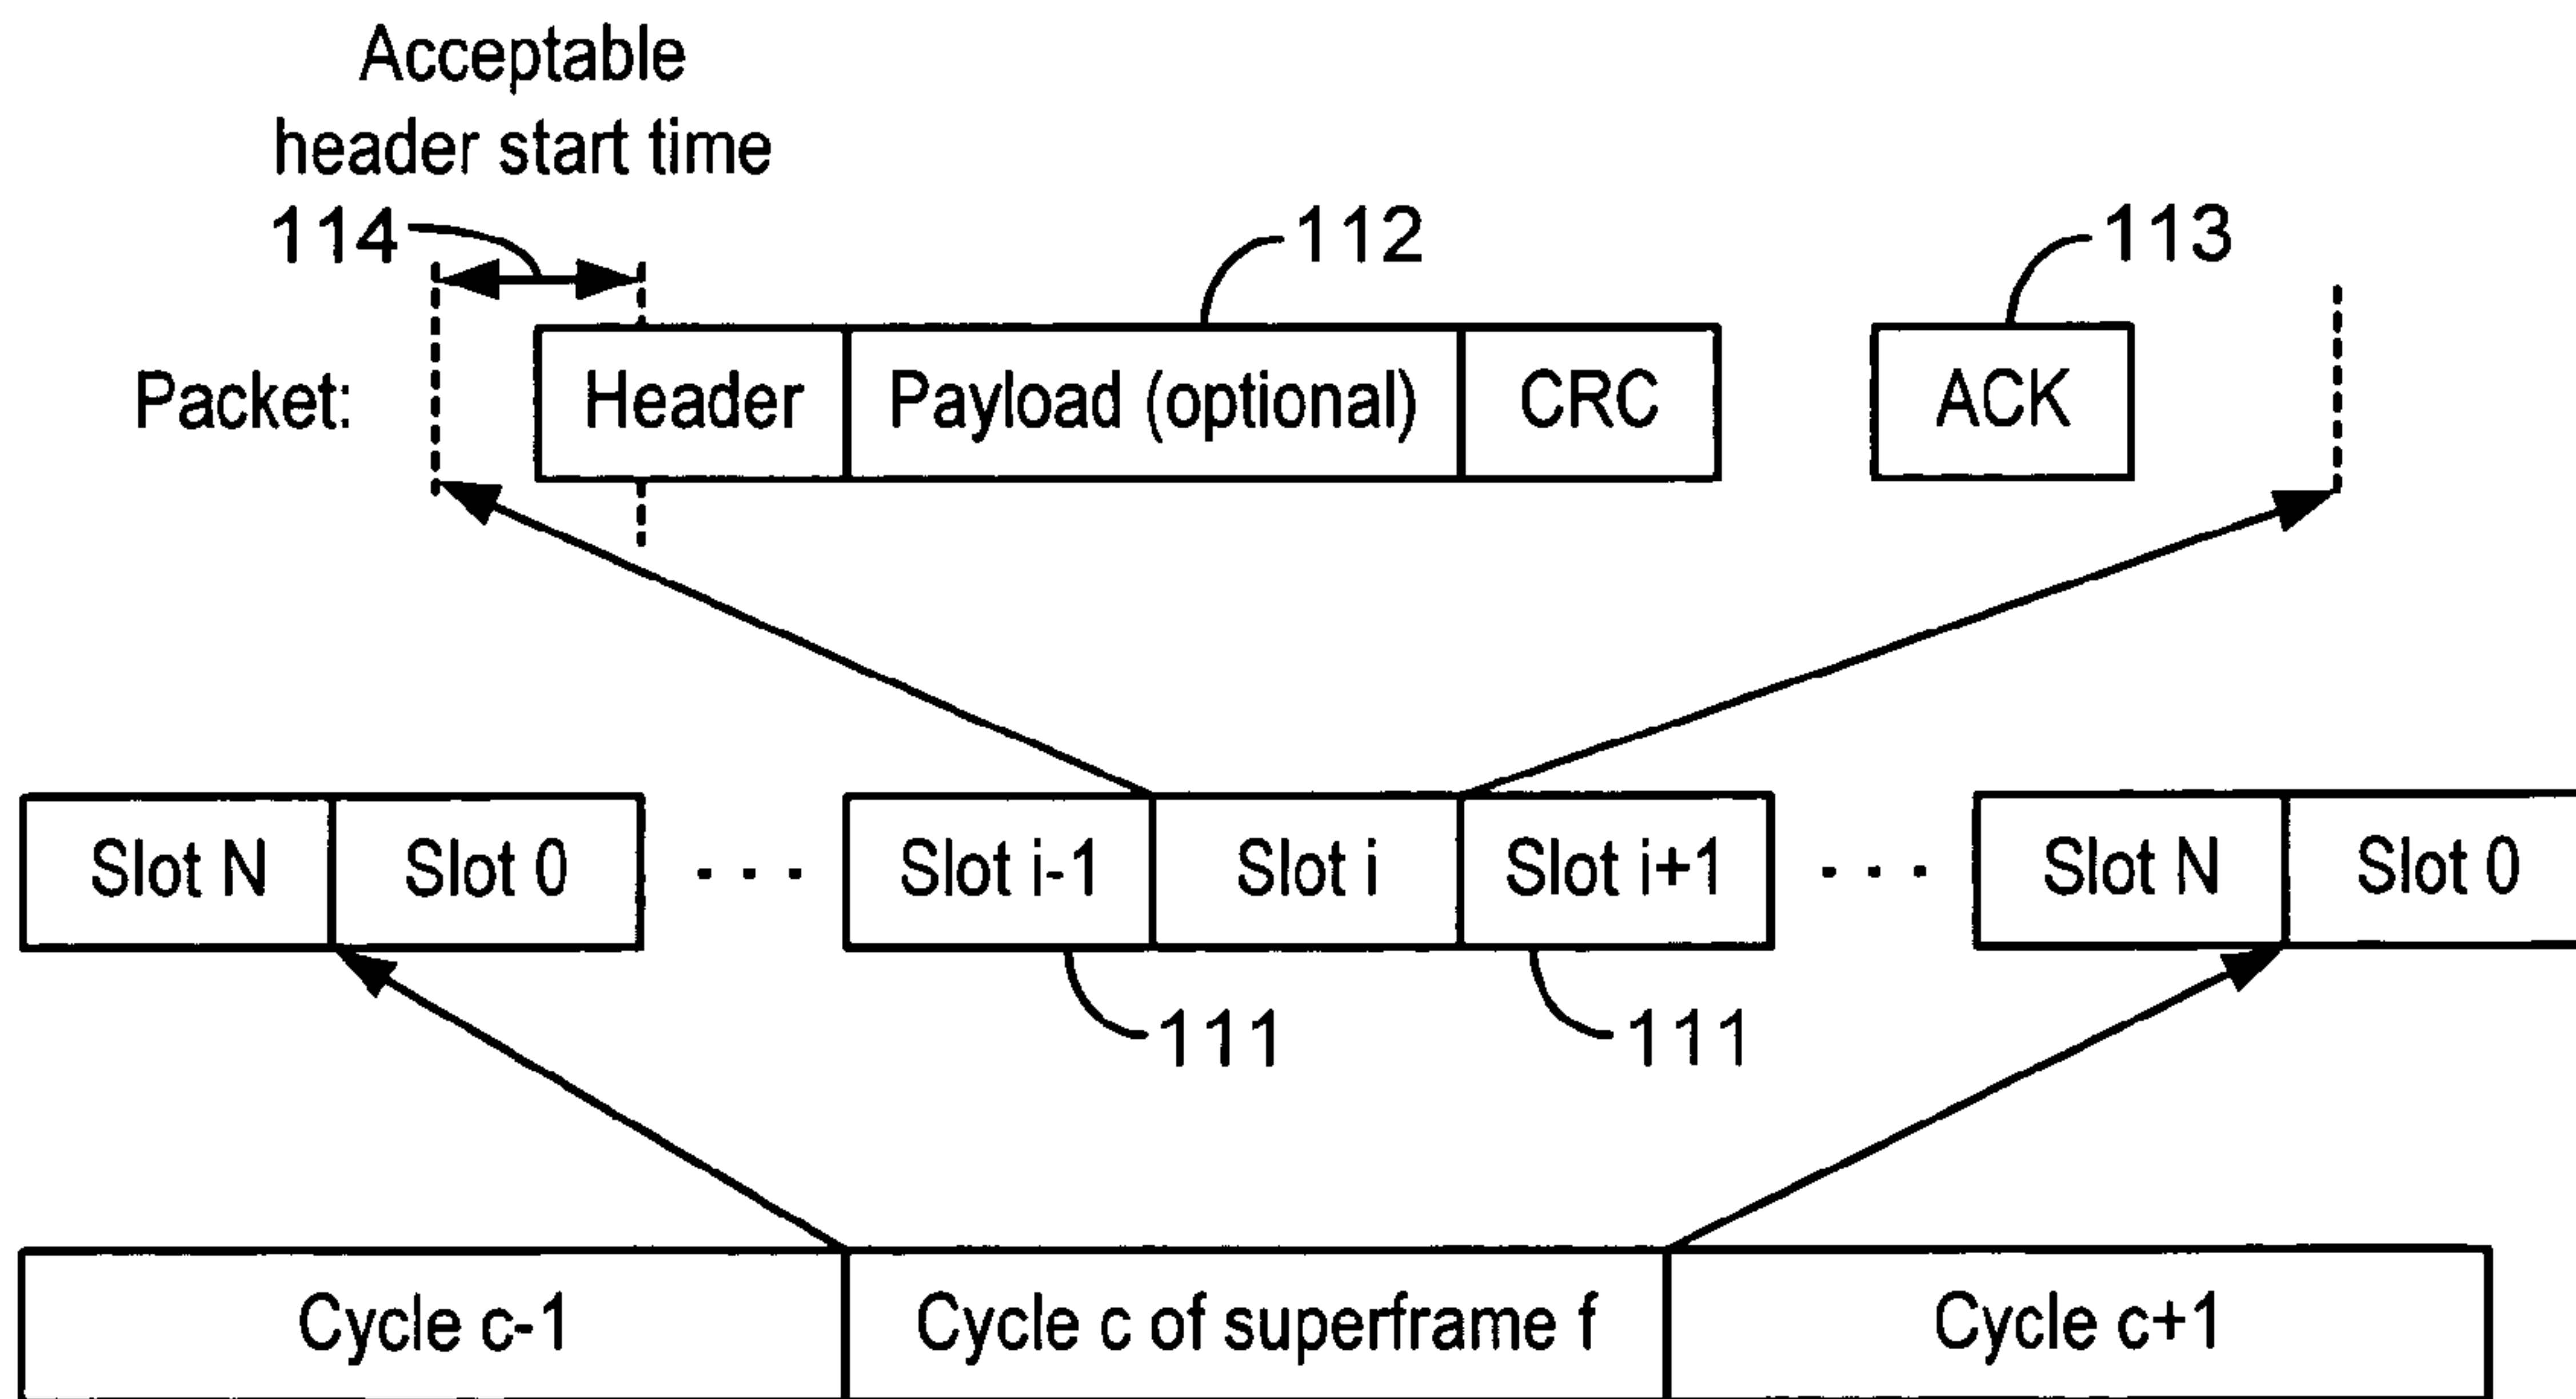 Acceptable
header start time
114 112 113
Packet: Header Payload (optional) CRC ACK
Slot N Slot 0 . . . Slot i-1 Slot i Slot i+1 . . . Slot N Slot 0
111 111
Cycle c-1 Cycle c of superframe f Cycle c+1